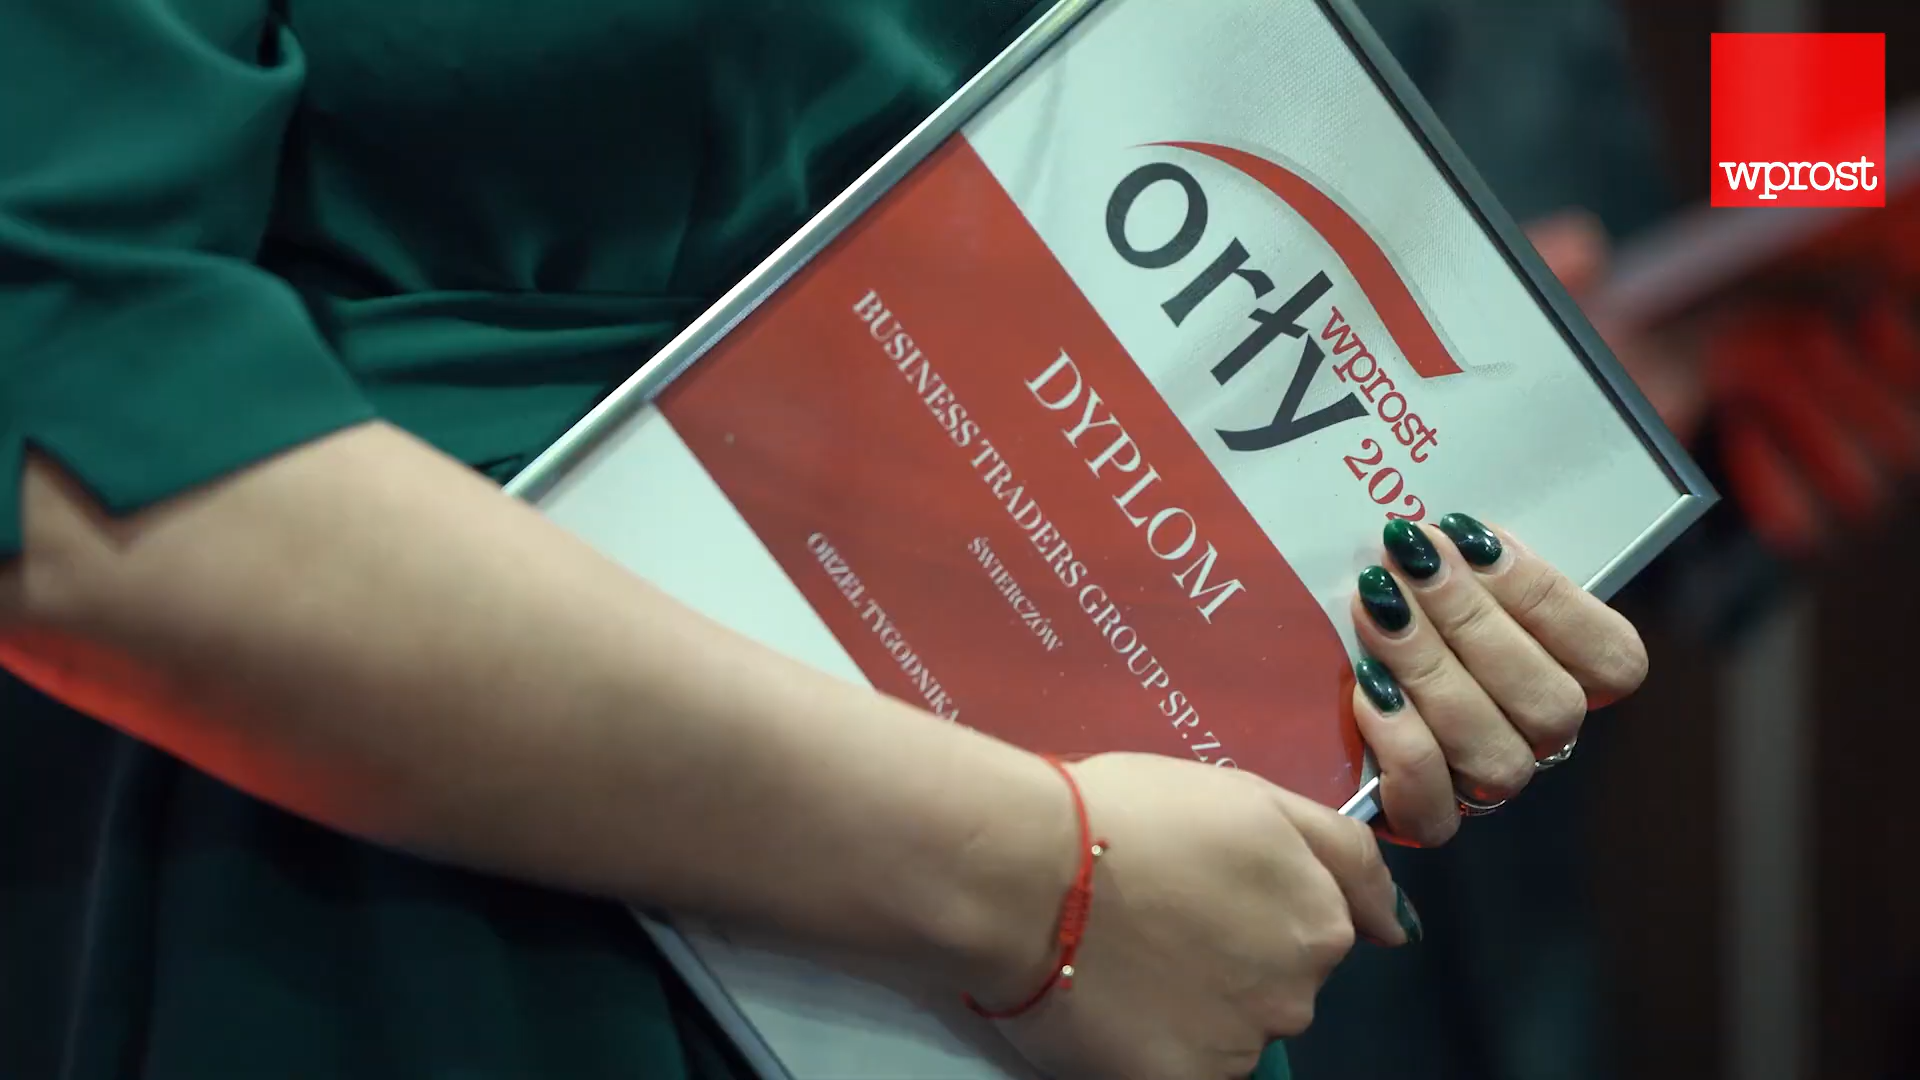 wprost
orły
wprost
202
DYPLOM
BUSINESS TRADERS GROUP SP. Z O
ŚWIERCZÓW
ORZEŁ TYGODNIKA